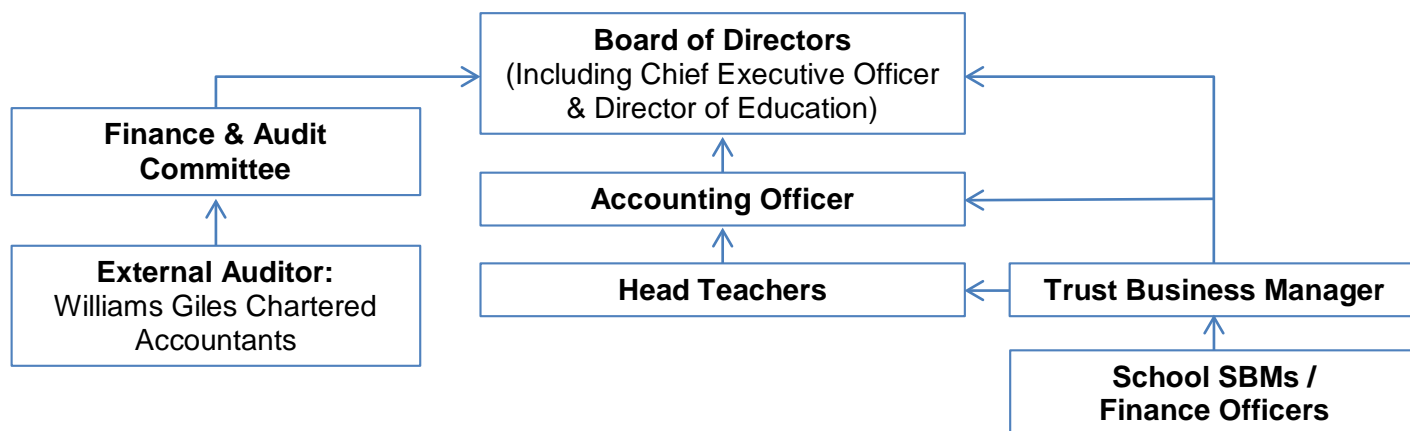 Board of Directors
(Including Chief Executive Officer
& Director of Education)
Finance & Audit
Committee
Accounting Officer
External Auditor:
Williams Giles Chartered
Accountants
Head Teachers
Trust Business Manager
School SBMs /
Finance Officers